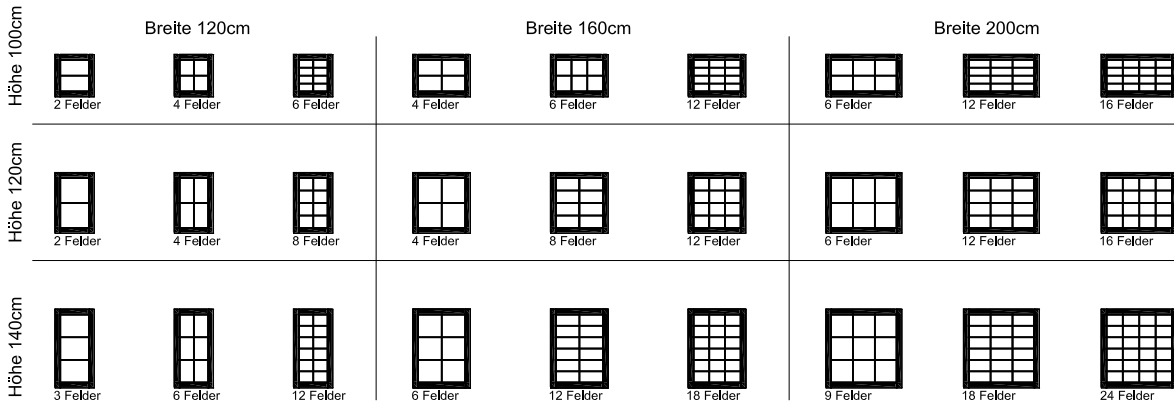 Breite 120cm Breite 160cm Breite 200cm
Höhe 100cm
2 Felder 4 Felder 6 Felder 4 Felder 6 Felder 12 Felder 6 Felder 12 Felder 16 Felder
Höhe 120cm
2 Felder 4 Felder 8 Felder 4 Felder 8 Felder 12 Felder 6 Felder 12 Felder 16 Felder
Höhe 140cm
3 Felder 6 Felder 12 Felder 6 Felder 12 Felder 18 Felder 9 Felder 18 Felder 24 Felder